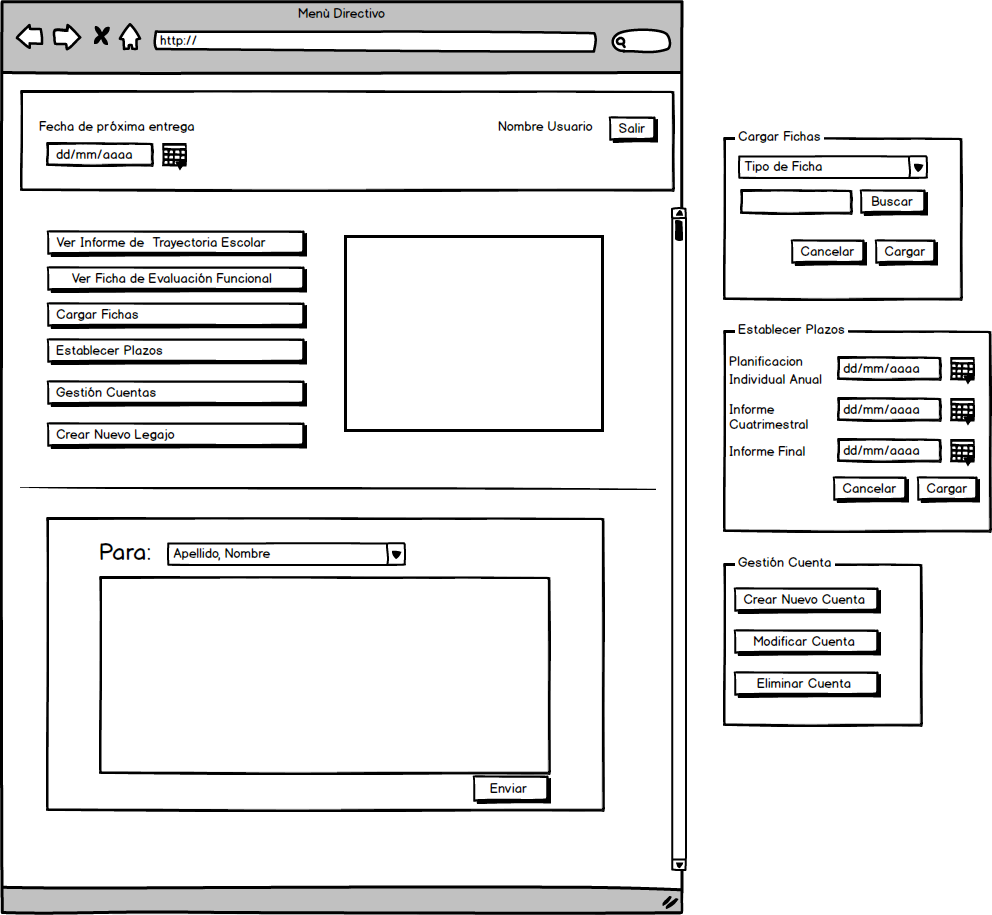 Menù Directivo
http://
Fecha de próxima entrega
dd/mm/aaaa
Nombre Usuario
Salir
Ver Informe de  Trayectoria Escolar
Ver Ficha de Evaluación Funcional
Cargar Fichas
Establecer Plazos
Gestión Cuentas
Crear Nuevo Legajo
Para:
Apellido, Nombre
Enviar
Cargar Fichas
Tipo de Ficha
Buscar
Cancelar
Cargar
Establecer Plazos
Planificacion
Individual Anual
dd/mm/aaaa
Informe
Cuatrimestral
dd/mm/aaaa
Informe Final
dd/mm/aaaa
Cancelar
Cargar
Gestión Cuenta
Crear Nuevo Cuenta
Modificar Cuenta
Eliminar Cuenta